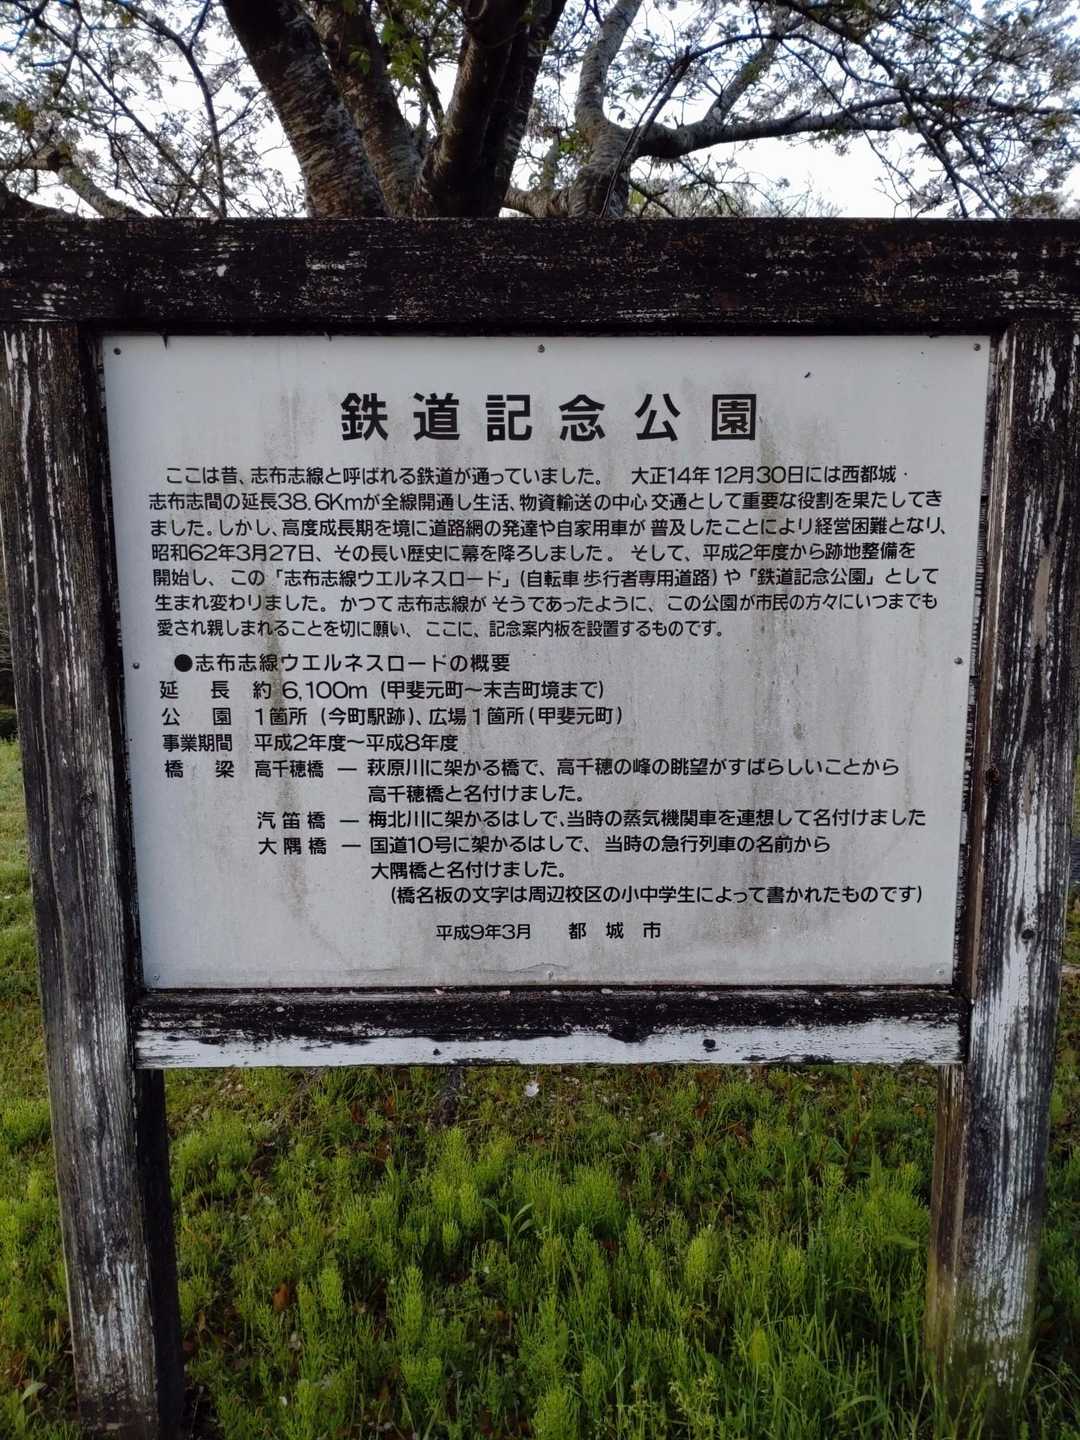 鉄道記念公園
ここは昔、志布志線と呼ばれる鉄道が通っていました。 大正14年12月30日には西都城・
志布志間の延長38.6Kmが全線開通し生活、物資輸送の中心交通として重要な役割を果たしてき
ました。しかし、高度成長期を境に道路網の発達や自家用車が普及したことにより経営困難となり、
昭和62年3月27日、その長い歴史に幕を降ろしました。そして、平成2年度から跡地整備を
開始し、この「志布志線ウエルネスロード」(自転車歩行者専用道路)や「鉄道記念公園」として
生まれ変わりました。かつて志布志線がそうであったように、この公園が市民の方々にいつまでも
愛され親しまれることを切に願い、ここに、記念案内板を設置するものです。
●志布志線ウエルネスロードの概要
延長 約6,100m(甲斐元町〜末吉町境まで)
公園 1箇所(今町駅跡)、広場1箇所(甲斐元町)
事業期間 平成2年度〜平成8年度
橋梁 高千穂橋 — 萩原川に架かる橋で、高千穂の峰の眺望がすばらしいことから
高千穂橋と名付けました。
汽笛橋 — 梅北川に架かるはしで、当時の蒸気機関車を連想して名付けました
大隅橋 — 国道10号に架かるはしで、当時の急行列車の名前から
大隅橋と名付けました。
(橋名板の文字は周辺校区の小中学生によって書かれたものです)
平成9年3月 都城市